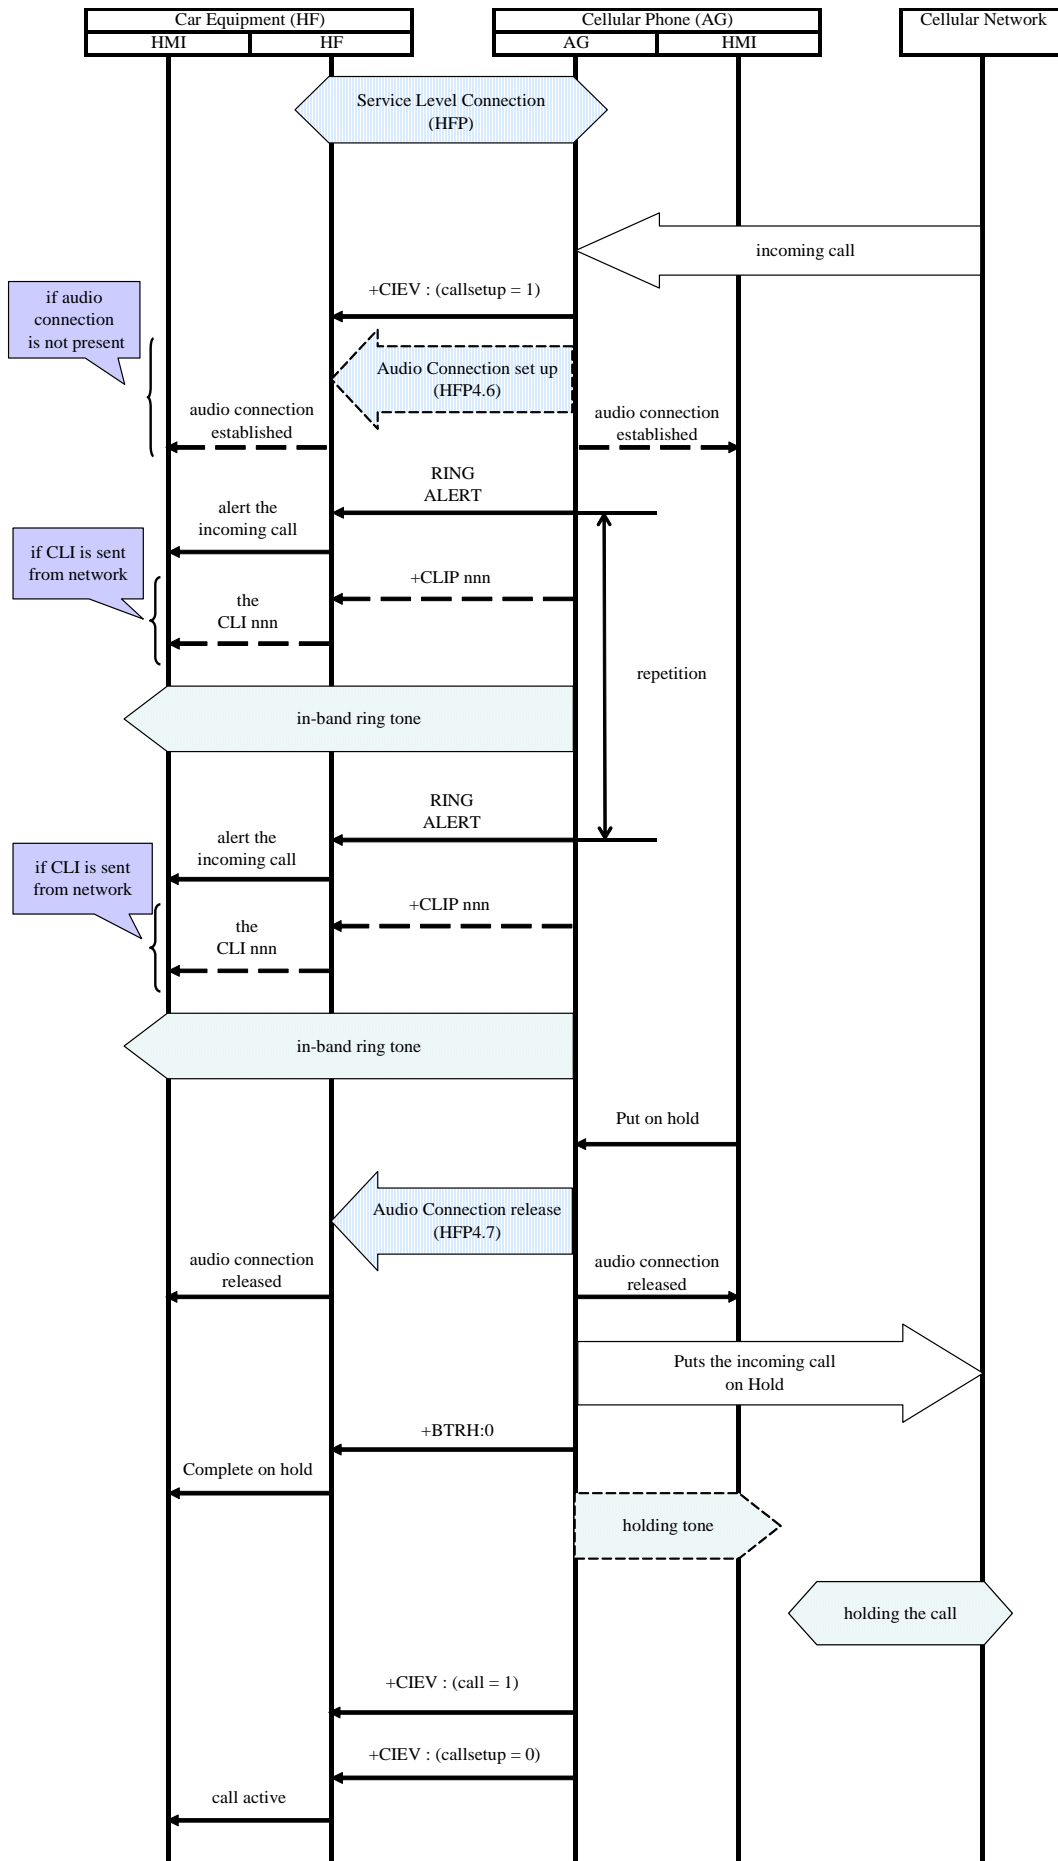 Car Equipment (HF)
Cellular Phone (AG)
Cellular Network
HMI
HF
AG
HMI
Service Level Connection
(HFP)
incoming call
+CIEV : (callsetup = 1)
if audio
connection
is not present
Audio Connection set up
(HFP4.6)
audio connection
established
audio connection
established
RING
ALERT
alert the
incoming call
if CLI is sent
from network
+CLIP nnn
the
CLI nnn
repetition
in-band ring tone
RING
ALERT
alert the
incoming call
if CLI is sent
from network
+CLIP nnn
the
CLI nnn
in-band ring tone
Put on hold
Audio Connection release
(HFP4.7)
audio connection
released
audio connection
released
Puts the incoming call
on Hold
+BTRH:0
Complete on hold
holding tone
holding the call
+CIEV : (call = 1)
+CIEV : (callsetup = 0)
call active